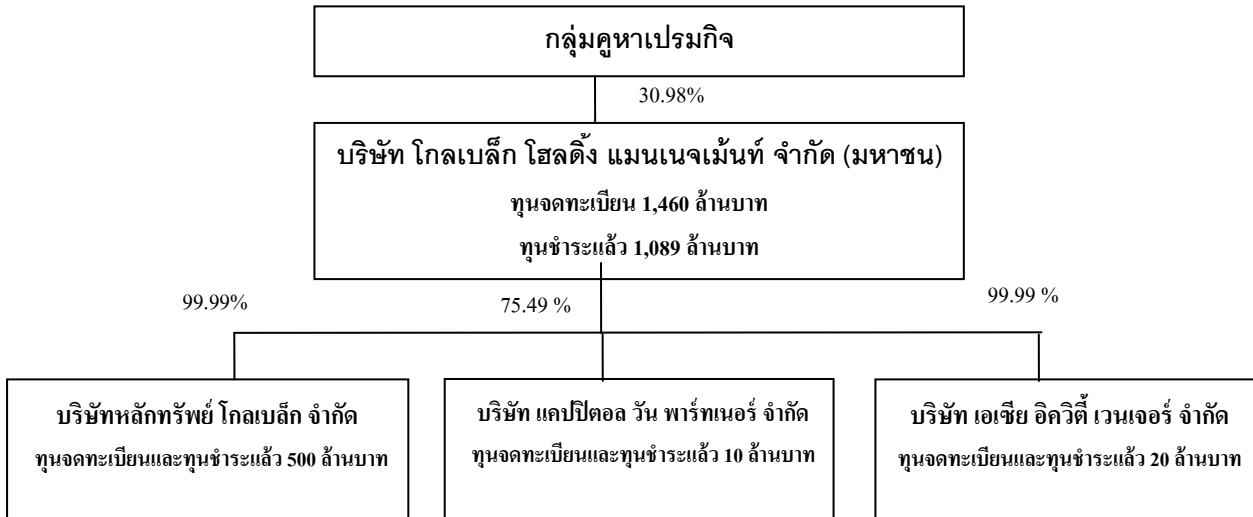 กลุ่มคูหาเปรมกิจ
30.98%
บริษัท โกลเบล็ก โฮลดิ้ง แมนเนจเม้นท์ จำกัด (มหาชน)
ทุนจดทะเบียน 1,460 ล้านบาท
ทุนชำระแล้ว 1,089 ล้านบาท
99.99%
75.49 %
99.99 %
บริษัทหลักทรัพย์ โกลเบล็ก จำกัด
ทุนจดทะเบียนและทุนชำระแล้ว 500 ล้านบาท
บริษัท แคปปิตอล วัน พาร์ทเนอร์ จำกัด
ทุนจดทะเบียนและทุนชำระแล้ว 10 ล้านบาท
บริษัท เอเซีย อิควิตี้ เวนเจอร์ จำกัด
ทุนจดทะเบียนและทุนชำระแล้ว 20 ล้านบาท